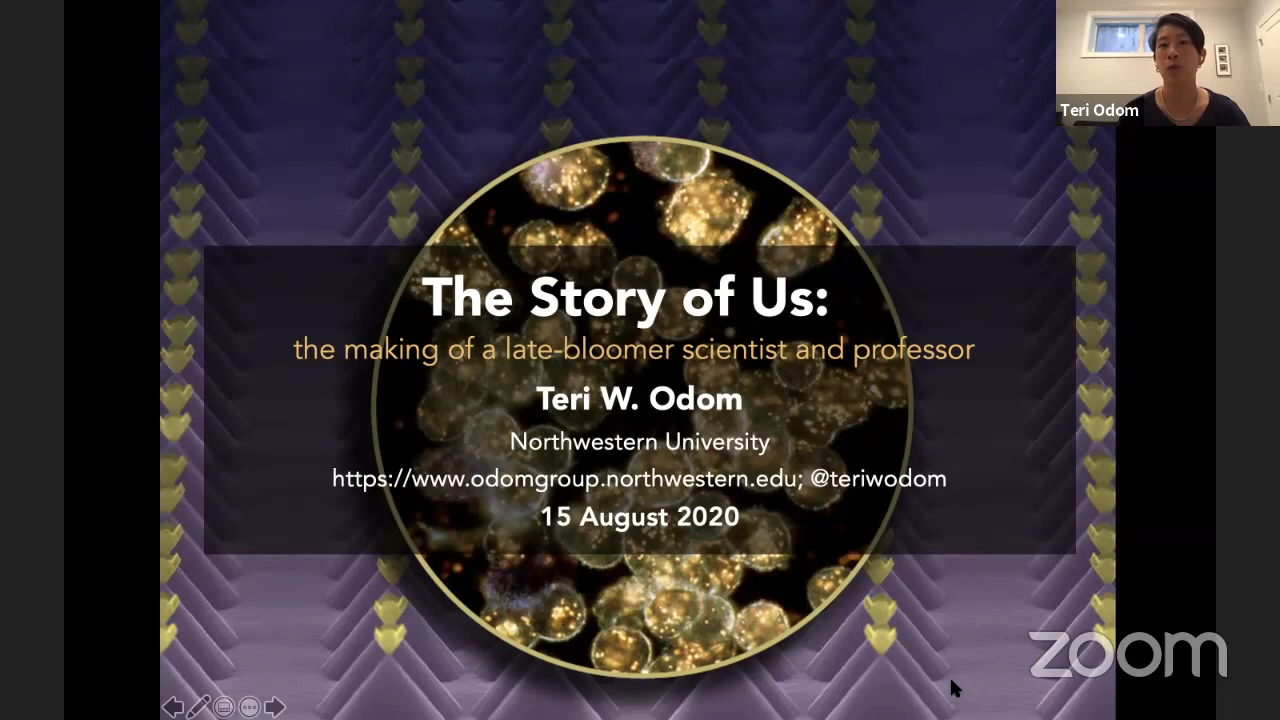 Teri Odom
The Story of Us:
the making of a late-bloomer scientist and professor
Teri W. Odom
Northwestern University
https://www.odomgroup.northwestern.edu; @teriwodom
15 August 2020
zoom